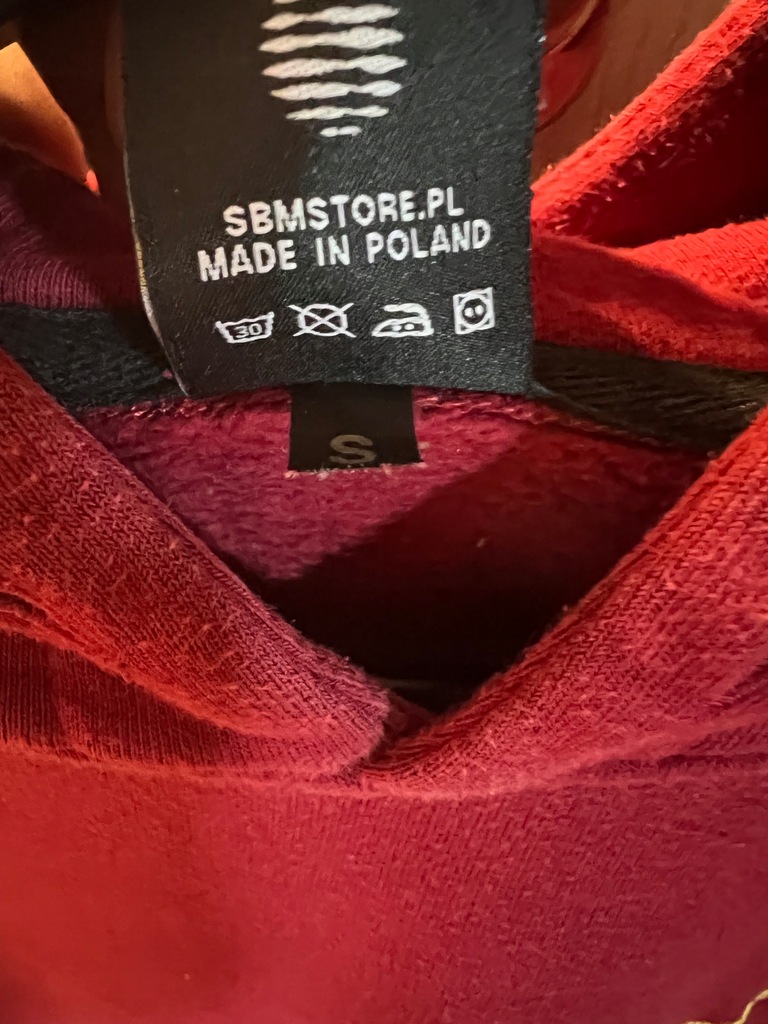 SBMSTORE.PL
MADE IN POLAND
30
S